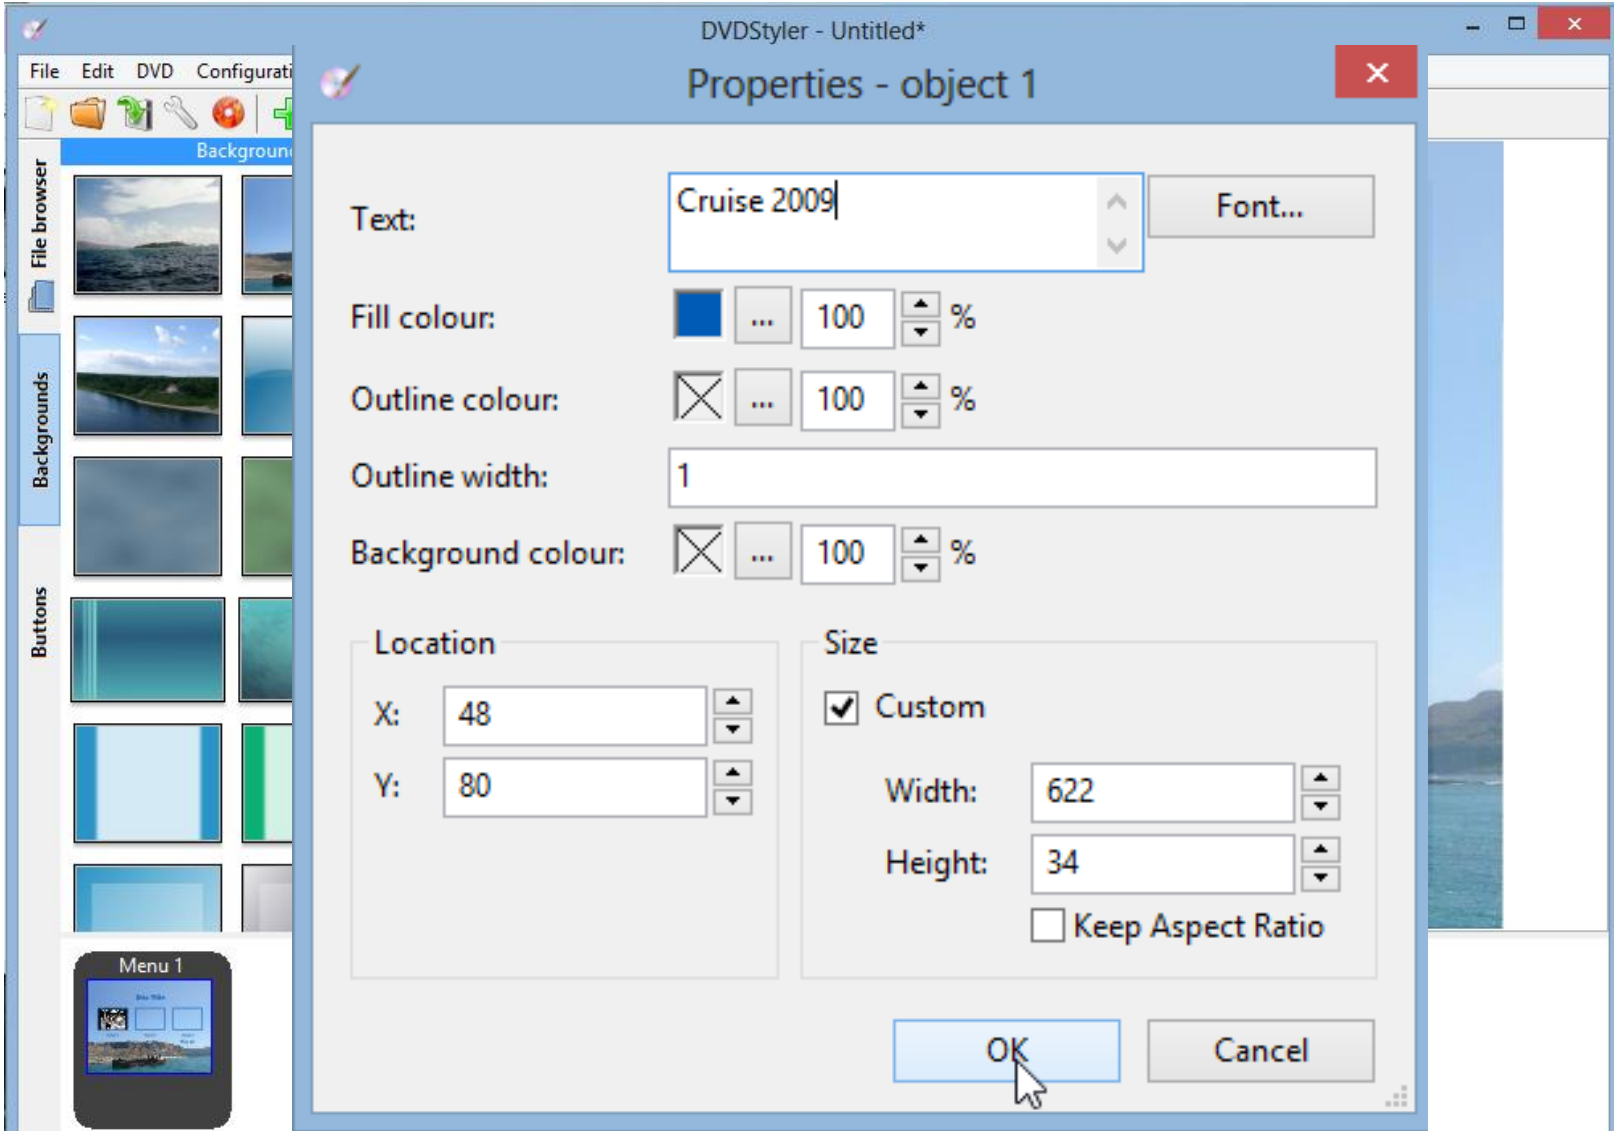 DVDStyler - Untitled*
File Edit DVD Configurati
Properties - object 1
Background
File browser
Backgrounds
Buttons
Text: Cruise 2009 Font...
Fill colour: ... 100 %
Outline colour: ... 100 %
Outline width: 1
Background colour: ... 100 %
Location
X: 48
Y: 80
Size
Custom
Width: 622
Height: 34
Keep Aspect Ratio
OK Cancel
Menu 1